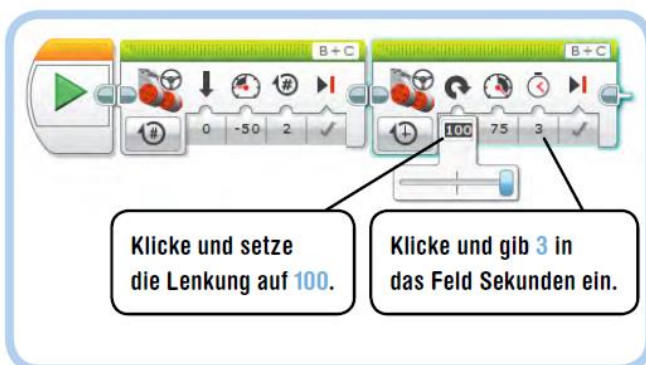 B+C
B+C
#
#
0 -50 2
100 75 3
Klicke und setze
die Lenkung auf 100.
Klicke und gib 3 in
das Feld Sekunden ein.